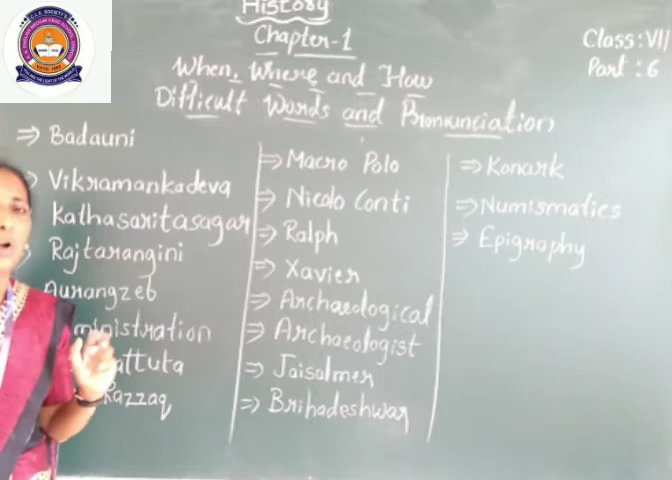 History
Chapter-1
When, Where and How
Difficult Words and Pronunciation
Class:VII
Part:6
⇒ Badauni
Vikramankadeva
Kathasaritasagar
Rajtarangini
Aurangzeb
ministration
attuta
Razzaq
⇒ Macro Polo
⇒ Nicalo Conti
⇒ Ralph
⇒ Xavier
⇒ Archaeological
⇒ Archaeologist
⇒ Jaisalmer
⇒ Brihadeshwar
⇒ Konark
⇒ Numismatics
⇒ Epigraphy